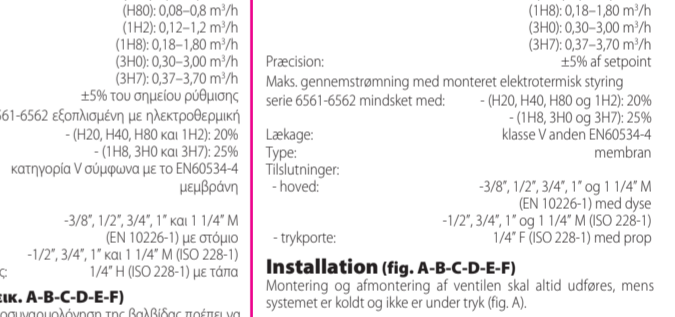 (H80): 0,08–0,8 m³/h
(1H2): 0,12–1,2 m³/h
(1H8): 0,18–1,80 m³/h
(3H0): 0,30–3,00 m³/h
(3H7): 0,37–3,70 m³/h
±5% του σημείου ρύθμισης
561-6562 εξοπλισμένη με ηλεκτροθερμική
- (H20, H40, H80 και 1H2): 20%
- (1H8, 3H0 και 3H7): 25%
κατηγορία V σύμφωνα με το EN60534-4
μεμβράνη
-3/8", 1/2", 3/4", 1" και 1 1/4" M
(EN 10226-1) με στόμιο
-1/2", 3/4", 1" και 1 1/4" M (ISO 228-1)
1/4" H (ISO 228-1) με τάπα
εικ. A-B-C-D-E-F)
της βαλβίδας πρέπει να
(1H8): 0,18–1,80 m³/h
(3H0): 0,30–3,00 m³/h
(3H7): 0,37–3,70 m³/h
Præcision: ±5% af setpoint
Maks. gennemstrømning med monteret elektrotermisk styring
serie 6561-6562 mindsket med: - (H20, H40, H80 og 1H2): 20%
- (1H8, 3H0 og 3H7): 25%
Lækage: klasse V anden EN60534-4
Type: membran
Tilslutninger:
- hoved: -3/8", 1/2", 3/4", 1" og 1 1/4" M
(EN 10226-1) med dyse
-1/2", 3/4", 1" og 1 1/4" M (ISO 228-1)
- trykporte: 1/4" F (ISO 228-1) med prop
Installation (fig. A-B-C-D-E-F)
Montering og afmontering af ventilen skal altid udføres, mens
systemet er koldt og ikke er under tryk (fig. A).